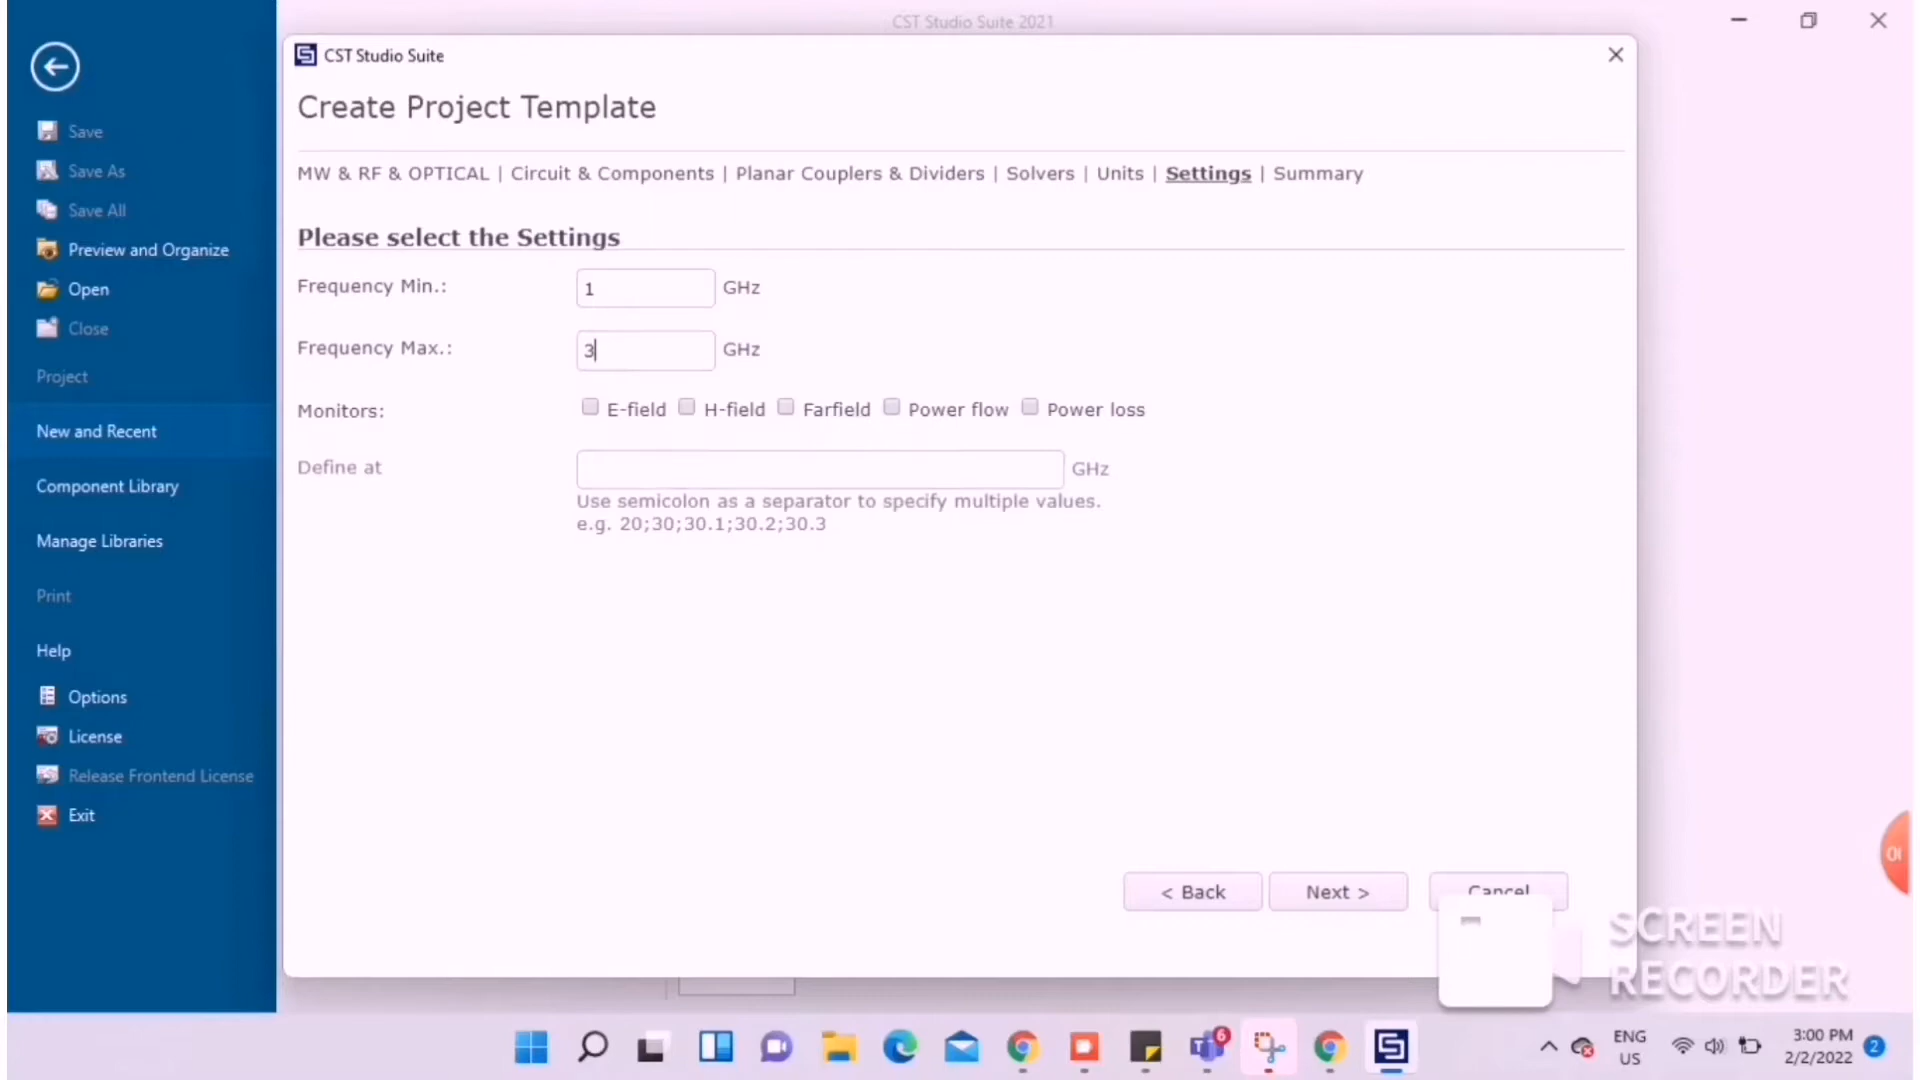 CST Studio Suite 2021
CST Studio Suite
Create Project Template
MW & RF & OPTICAL | Circuit & Components | Planar Couplers & Dividers | Solvers | Units | Settings | Summary
Please select the Settings
Frequency Min.: 1 GHz
Frequency Max.: 3 GHz
Monitors: E-field H-field Farfield Power flow Power loss
Define at GHz
Use semicolon as a separator to specify multiple values.
e.g. 20;30;30.1;30.2;30.3
< Back Next > Cancel
Save
Save As
Save All
Preview and Organize
Open
Close
Project
New and Recent
Component Library
Manage Libraries
Print
Help
Options
License
Release Frontend License
Exit
01
SCREEN
RECORDER
6
ENG
US
3:00 PM
2/2/2022
2